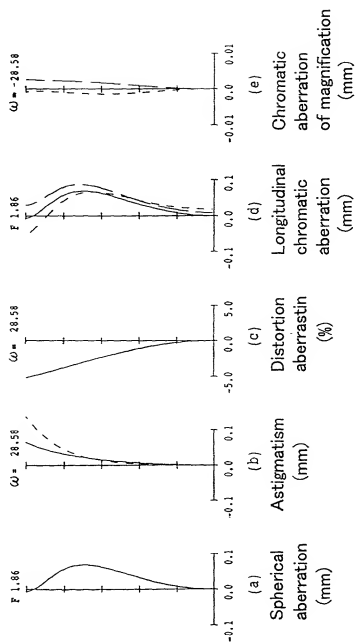 F 1.86
-0.1 0.0 0.1
(a)
Spherical
aberration
(mm)
ω= 28.58
-0.1 0.0 0.1
(b)
Astigmatism
(mm)
ω= 28.58
-5.0 0.0 5.0
(c)
Distortion
aberrastin
(%)
F 1.86
-0.1 0.0 0.1
(d)
Longitudinal
chromatic
aberration
(mm)
ω= -28.58
-0.01 0.0 0.01
(e)
Chromatic
aberration
of magnification
(mm)